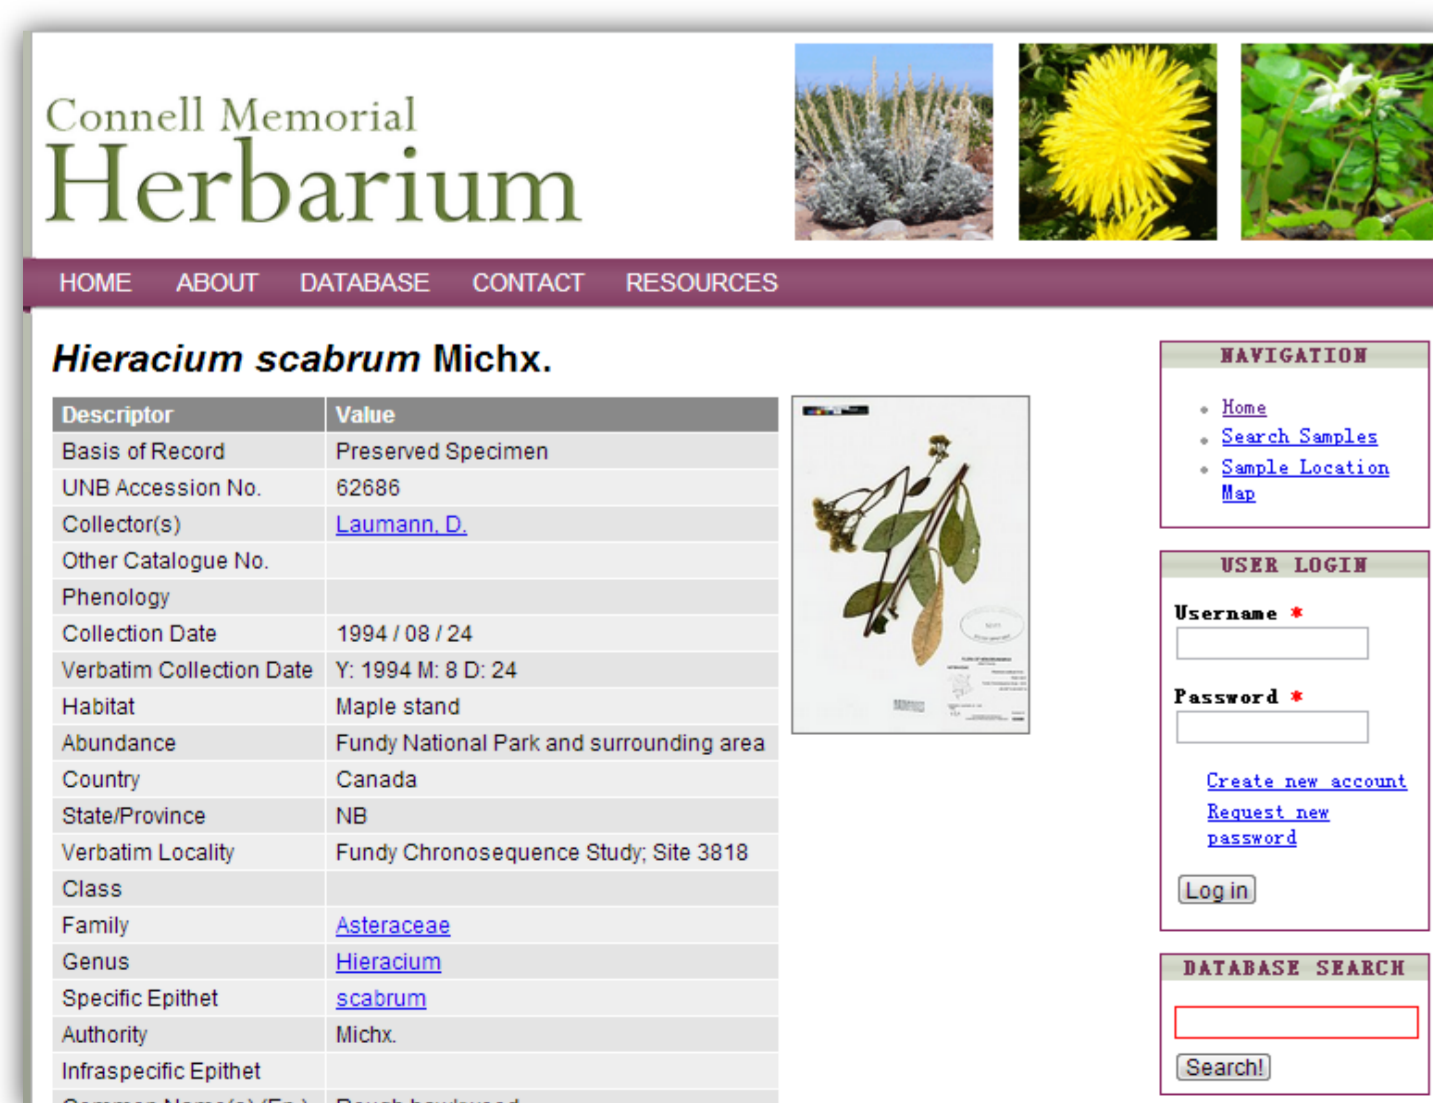 Connell Memorial
Herbarium
HOME ABOUT DATABASE CONTACT RESOURCES
Hieracium scabrum Michx.
Descriptor Value
Basis of Record Preserved Specimen
UNB Accession No. 62686
Collector(s) Laumann, D.
Other Catalogue No.
Phenology
Collection Date 1994 / 08 / 24
Verbatim Collection Date Y: 1994 M: 8 D: 24
Habitat Maple stand
Abundance Fundy National Park and surrounding area
Country Canada
State/Province NB
Verbatim Locality Fundy Chronosequence Study; Site 3818
Class
Family Asteraceae
Genus Hieracium
Specific Epithet scabrum
Authority Michx.
Infraspecific Epithet
NAVIGATION
Home
Search Samples
Sample Location
Map
USER LOGIN
Username *
Password *
Create new account
Request new
password
Log in
DATABASE SEARCH
Search!